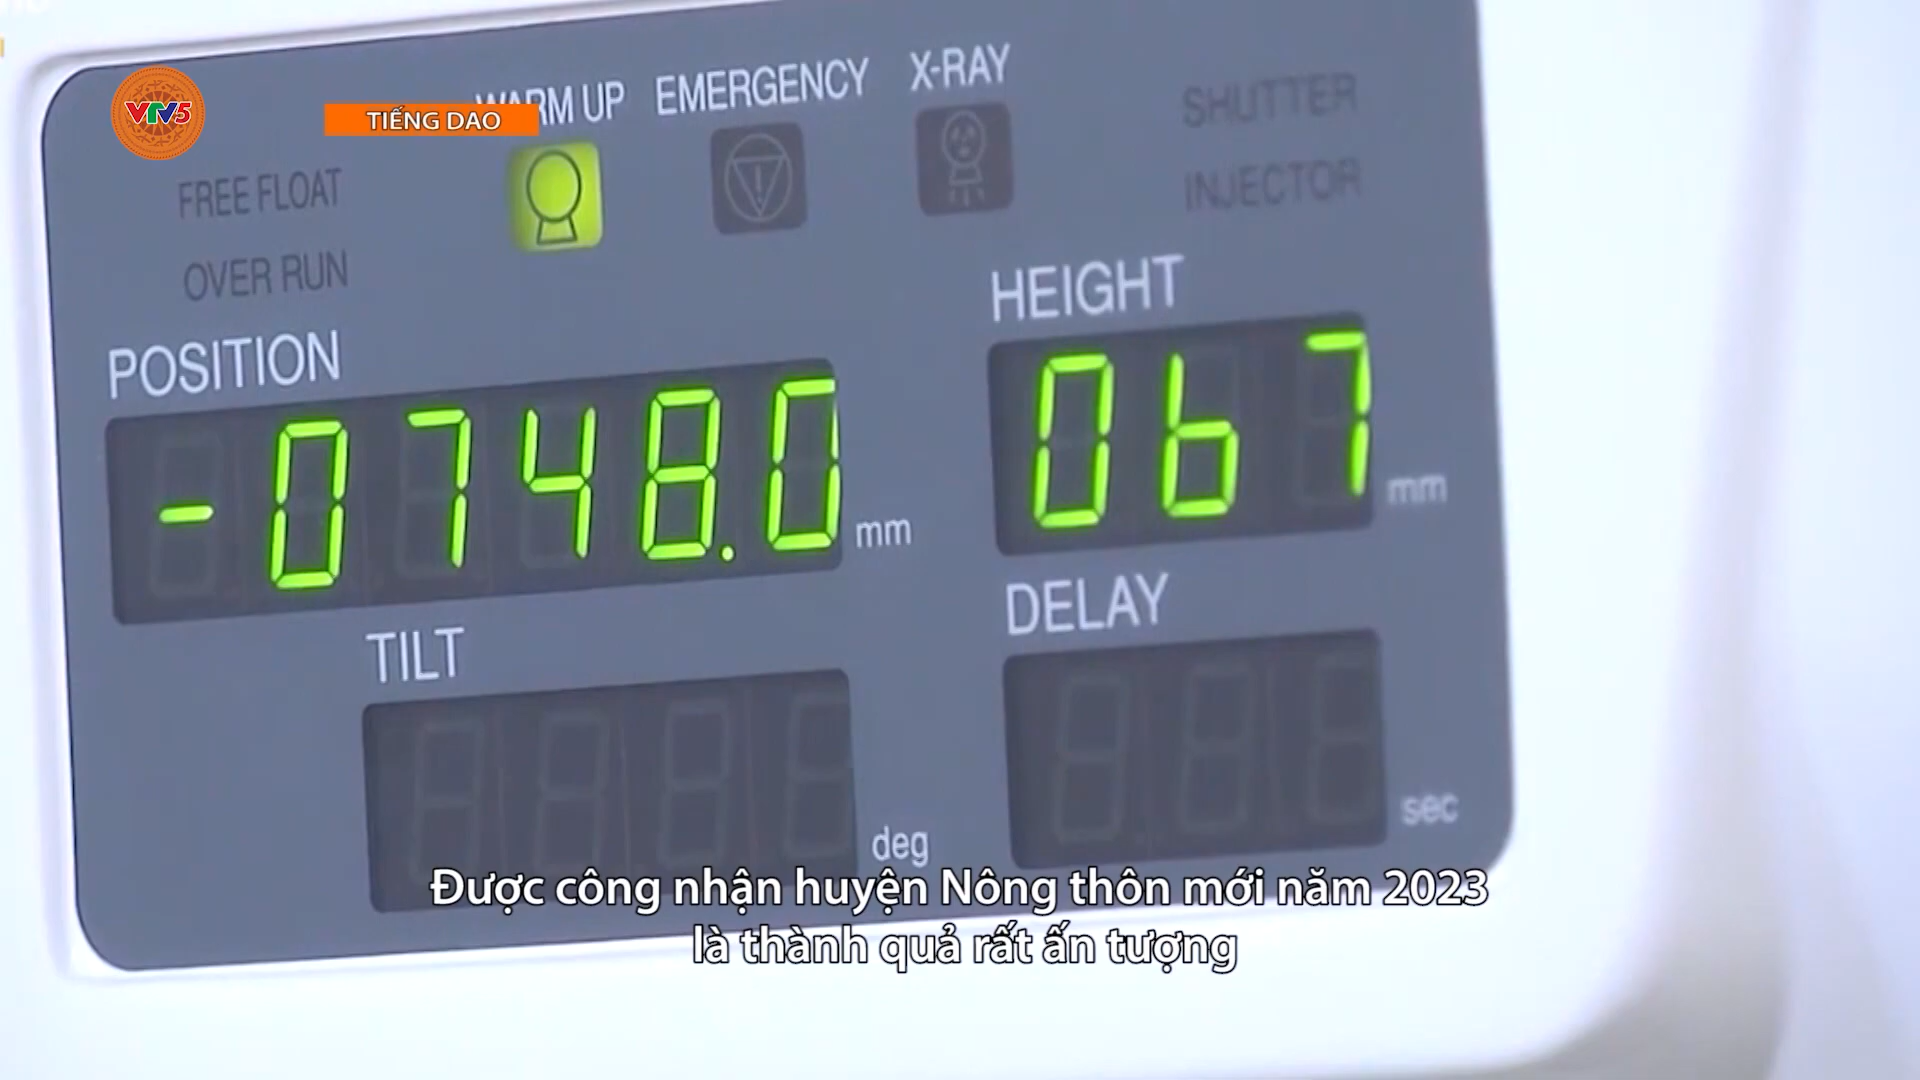 VTV5
TIẾNG DAO
WARM UP
EMERGENCY
X-RAY
SHUTTER
FREE FLOAT
INJECTOR
OVER RUN
HEIGHT
POSITION
067
mm
-0748.0
mm
TILT
DELAY
deg
sec
Được công nhận huyện Nông thôn mới năm 2023
là thành quả rất ấn tượng